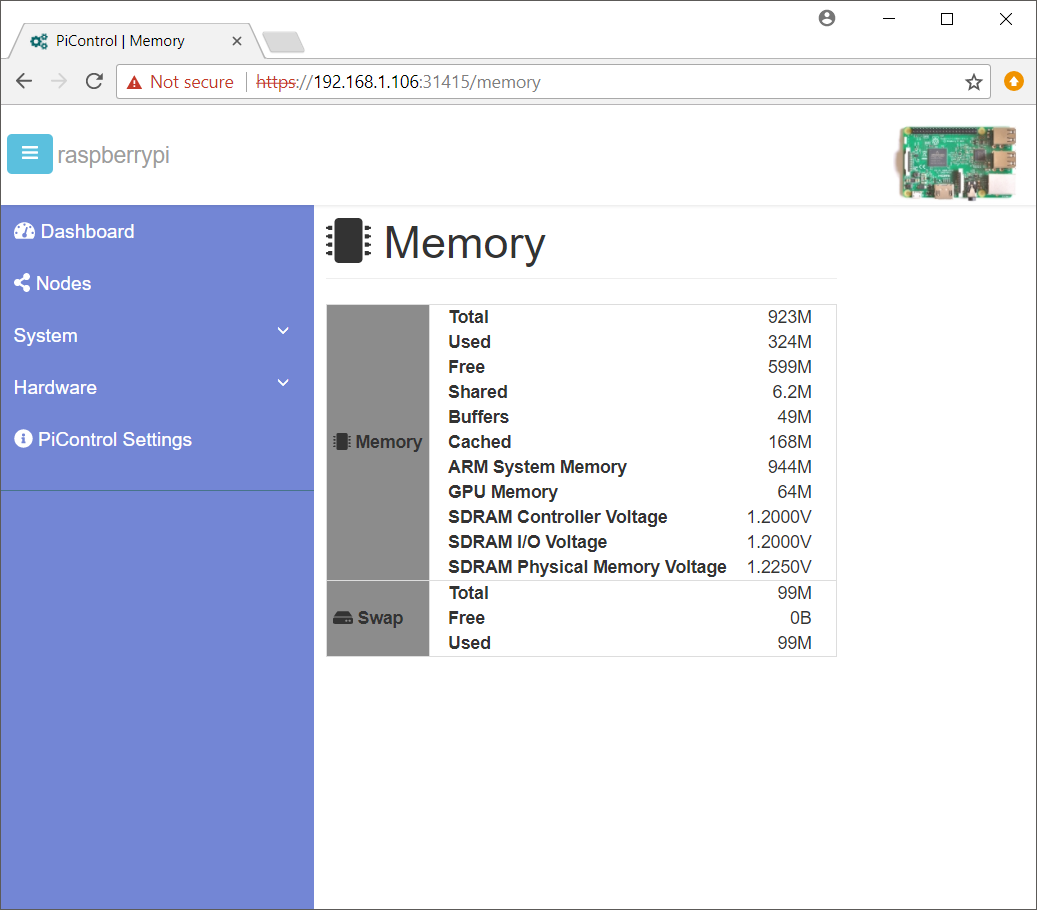 PiControl | Memory
Not secure https://192.168.1.106:31415/memory
raspberrypi
Dashboard
Nodes
System
Hardware
PiControl Settings
Memory
Memory
Total 923M
Used 324M
Free 599M
Shared 6.2M
Buffers 49M
Cached 168M
ARM System Memory 944M
GPU Memory 64M
SDRAM Controller Voltage 1.2000V
SDRAM I/O Voltage 1.2000V
SDRAM Physical Memory Voltage 1.2250V
Swap
Total 99M
Free 0B
Used 99M